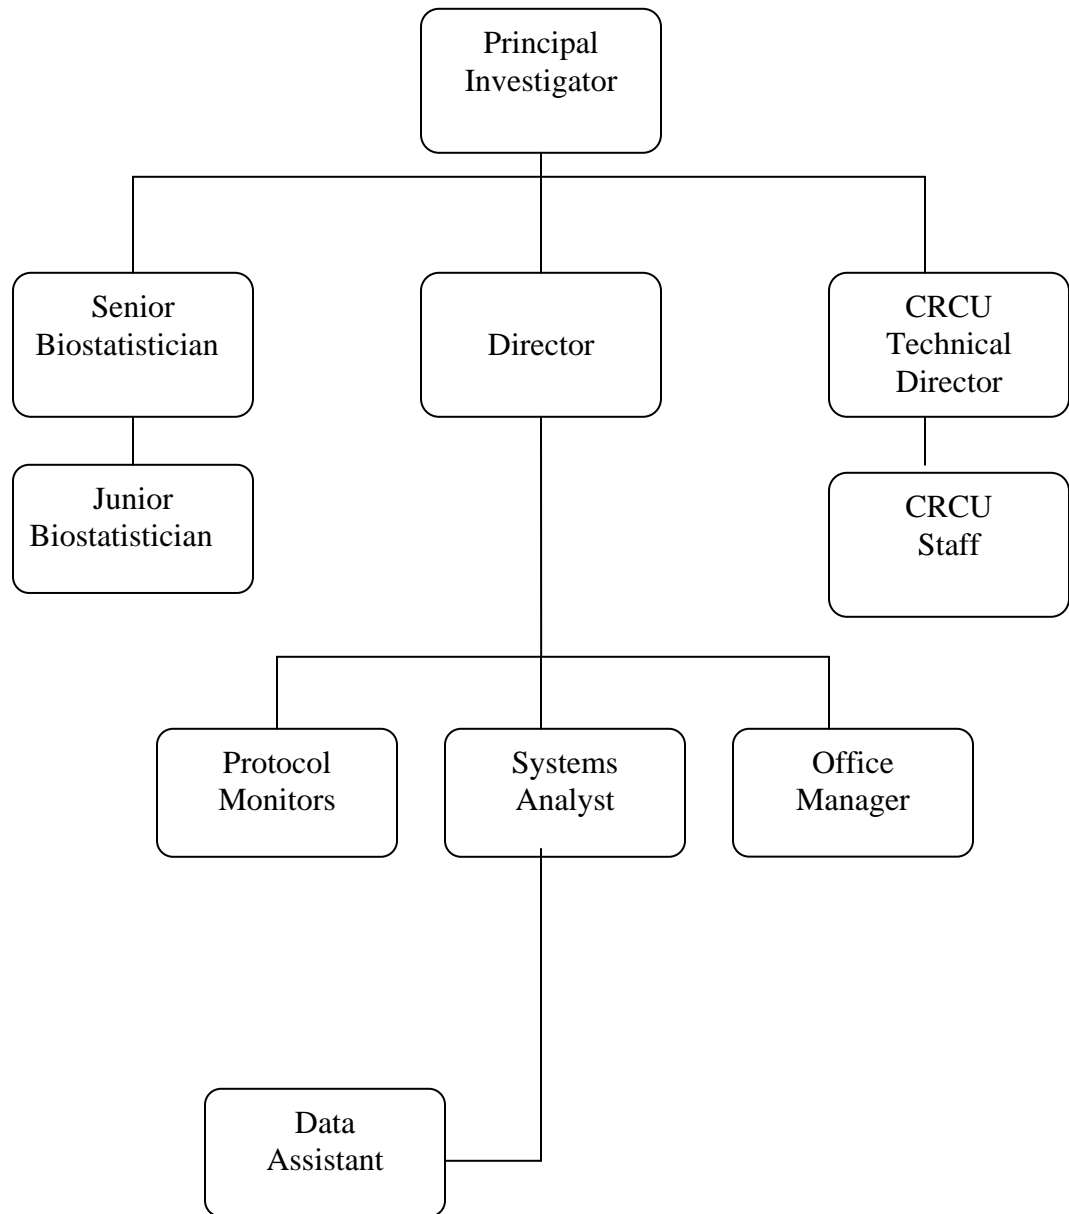 Principal
Investigator
Senior
Biostatistician
Director
CRCU
Technical
Director
Junior
Biostatistician
CRCU
Staff
Protocol
Monitors
Systems
Analyst
Office
Manager
Data
Assistant